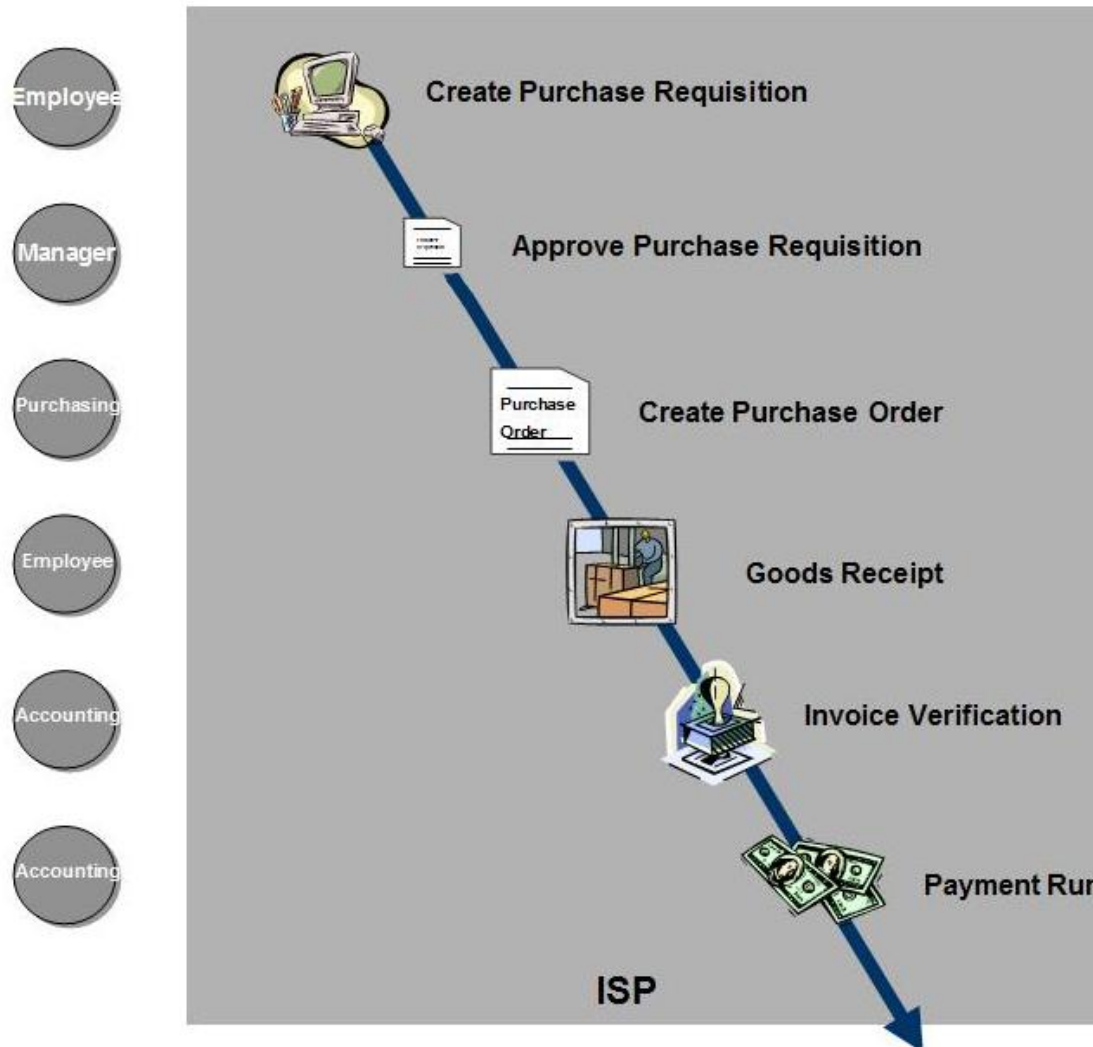 Employee
Create Purchase Requisition
Manager
Approve Purchase Requisition
Purchasing
Purchase
Order
Create Purchase Order
Employee
Goods Receipt
Accounting
Invoice Verification
Accounting
Payment Run
ISP